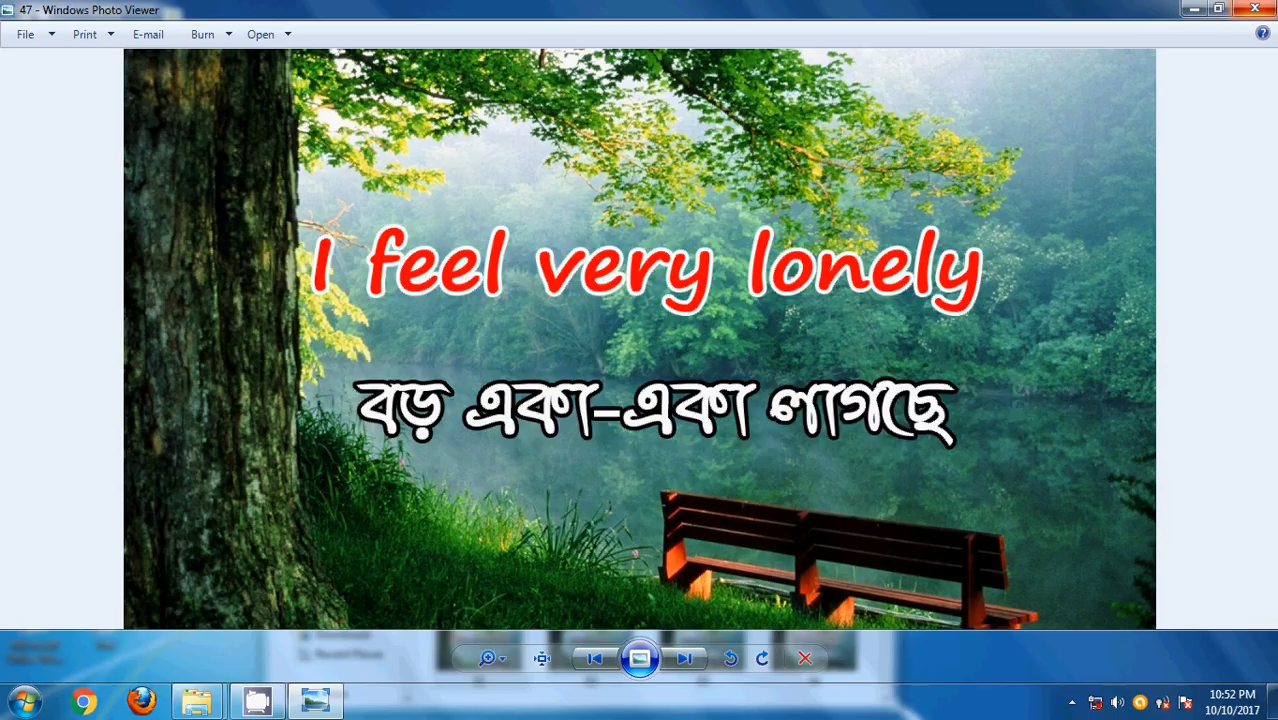 47 - Windows Photo Viewer
File Print E-mail Burn Open
I feel very lonely
বড় একা-একা লাগছে
10:52 PM
10/10/2017